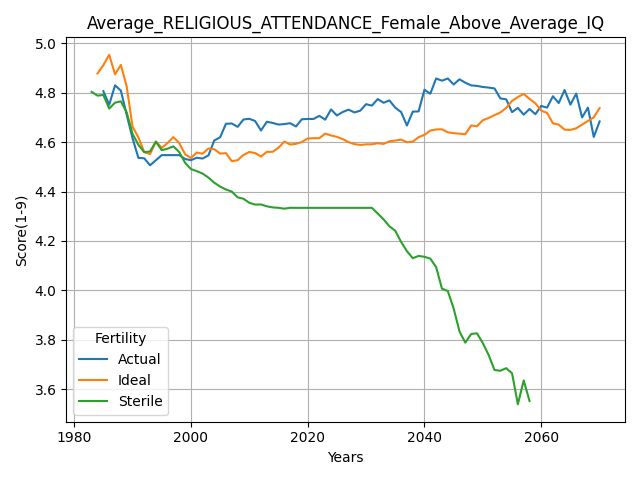 Average_RELIGIOUS_ATTENDANCE_Female_Above_Average_IQ
Score(1-9)
5.0
4.8
4.6
4.4
4.2
4.0
3.8
3.6
Fertility
Actual
Ideal
Sterile
1980 2000 2020 2040 2060
Years